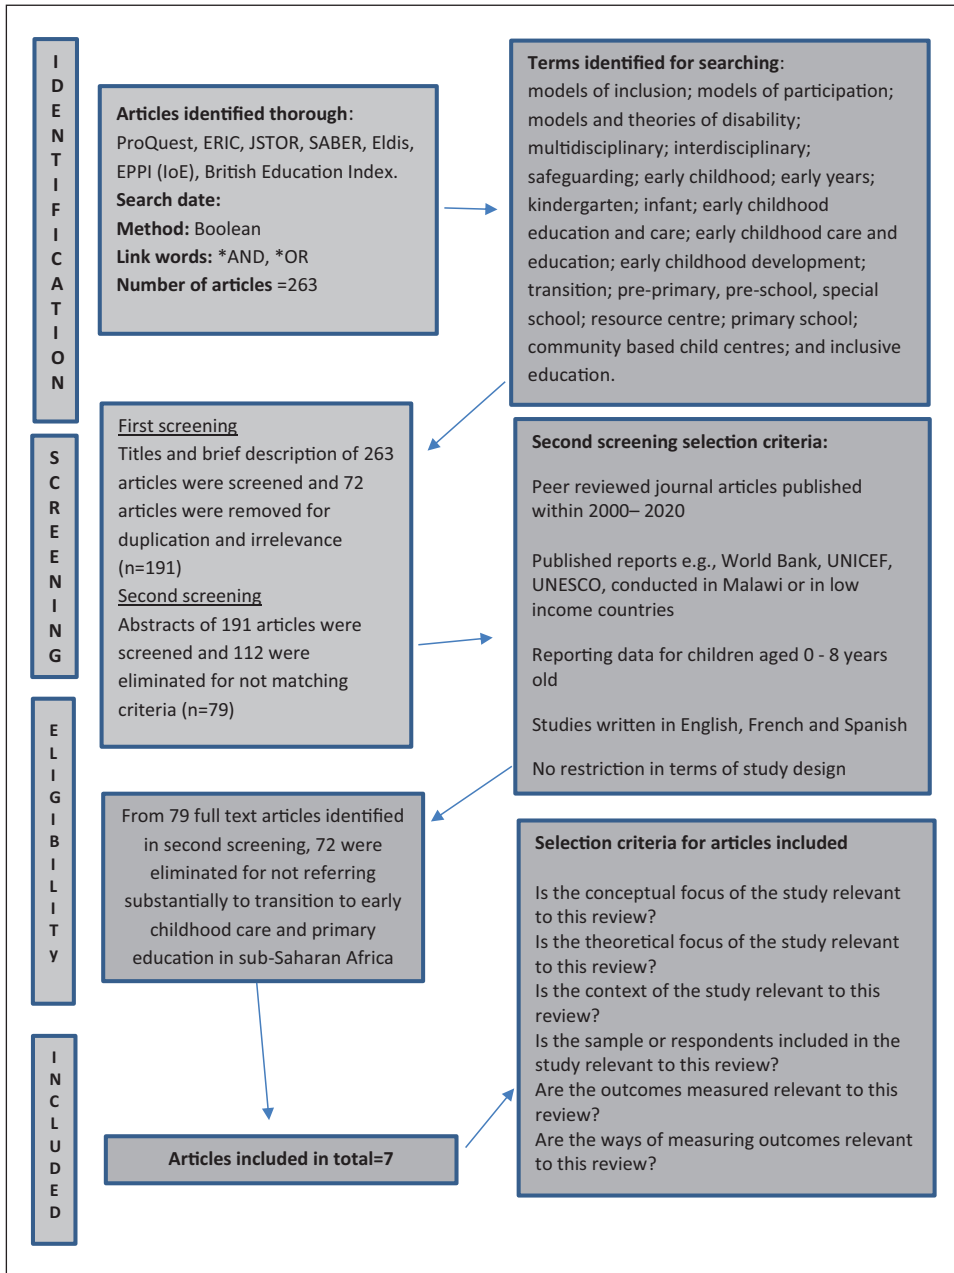 IDENTIFICATION
Articles identified thorough:
ProQuest, ERIC, JSTOR, SABER, Eldis,
EPPI (IoE), British Education Index.
Search date:
Method: Boolean
Link words: *AND, *OR
Number of articles =263
Terms identified for searching:
models of inclusion; models of participation;
models and theories of disability;
multidisciplinary; interdisciplinary;
safeguarding; early childhood; early years;
kindergarten; infant; early childhood
education and care; early childhood care and
education; early childhood development;
transition; pre-primary, pre-school, special
school; resource centre; primary school;
community based child centres; and inclusive
education.
SCREENING
First screening
Titles and brief description of 263
articles were screened and 72
articles were removed for
duplication and irrelevance
(n=191)
Second screening
Abstracts of 191 articles were
screened and 112 were
eliminated for not matching
criteria (n=79)
Second screening selection criteria:
Peer reviewed journal articles published
within 2000– 2020
Published reports e.g., World Bank, UNICEF,
UNESCO, conducted in Malawi or in low
income countries
Reporting data for children aged 0 - 8 years
old
Studies written in English, French and Spanish
No restriction in terms of study design
ELIGIBILITy
From 79 full text articles identified
in second screening, 72 were
eliminated for not referring
substantially to transition to early
childhood care and primary
education in sub-Saharan Africa
INCLUDED
Articles included in total=7
Selection criteria for articles included
Is the conceptual focus of the study relevant
to this review?
Is the theoretical focus of the study relevant
to this review?
Is the context of the study relevant to this
review?
Is the sample or respondents included in the
study relevant to this review?
Are the outcomes measured relevant to this
review?
Are the ways of measuring outcomes relevant
to this review?